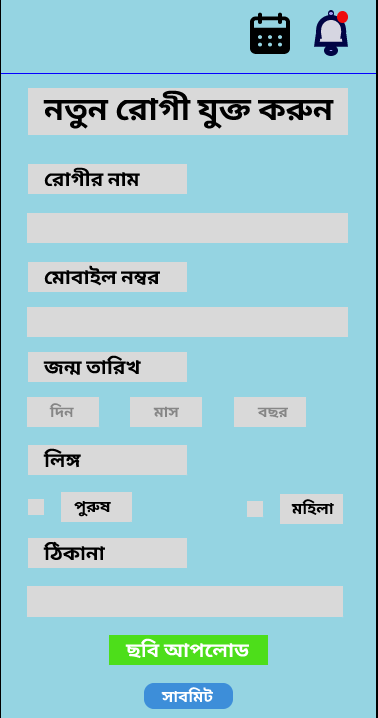 নতুন রোগী যুক্ত করুন
রোগীর নাম
মোবাইল নম্বর
জন্ম তারিখ
দিন মাস বছর
লিঙ্গ
পুরুষ মহিলা
ঠিকানা
ছবি আপলোড
সাবমিট